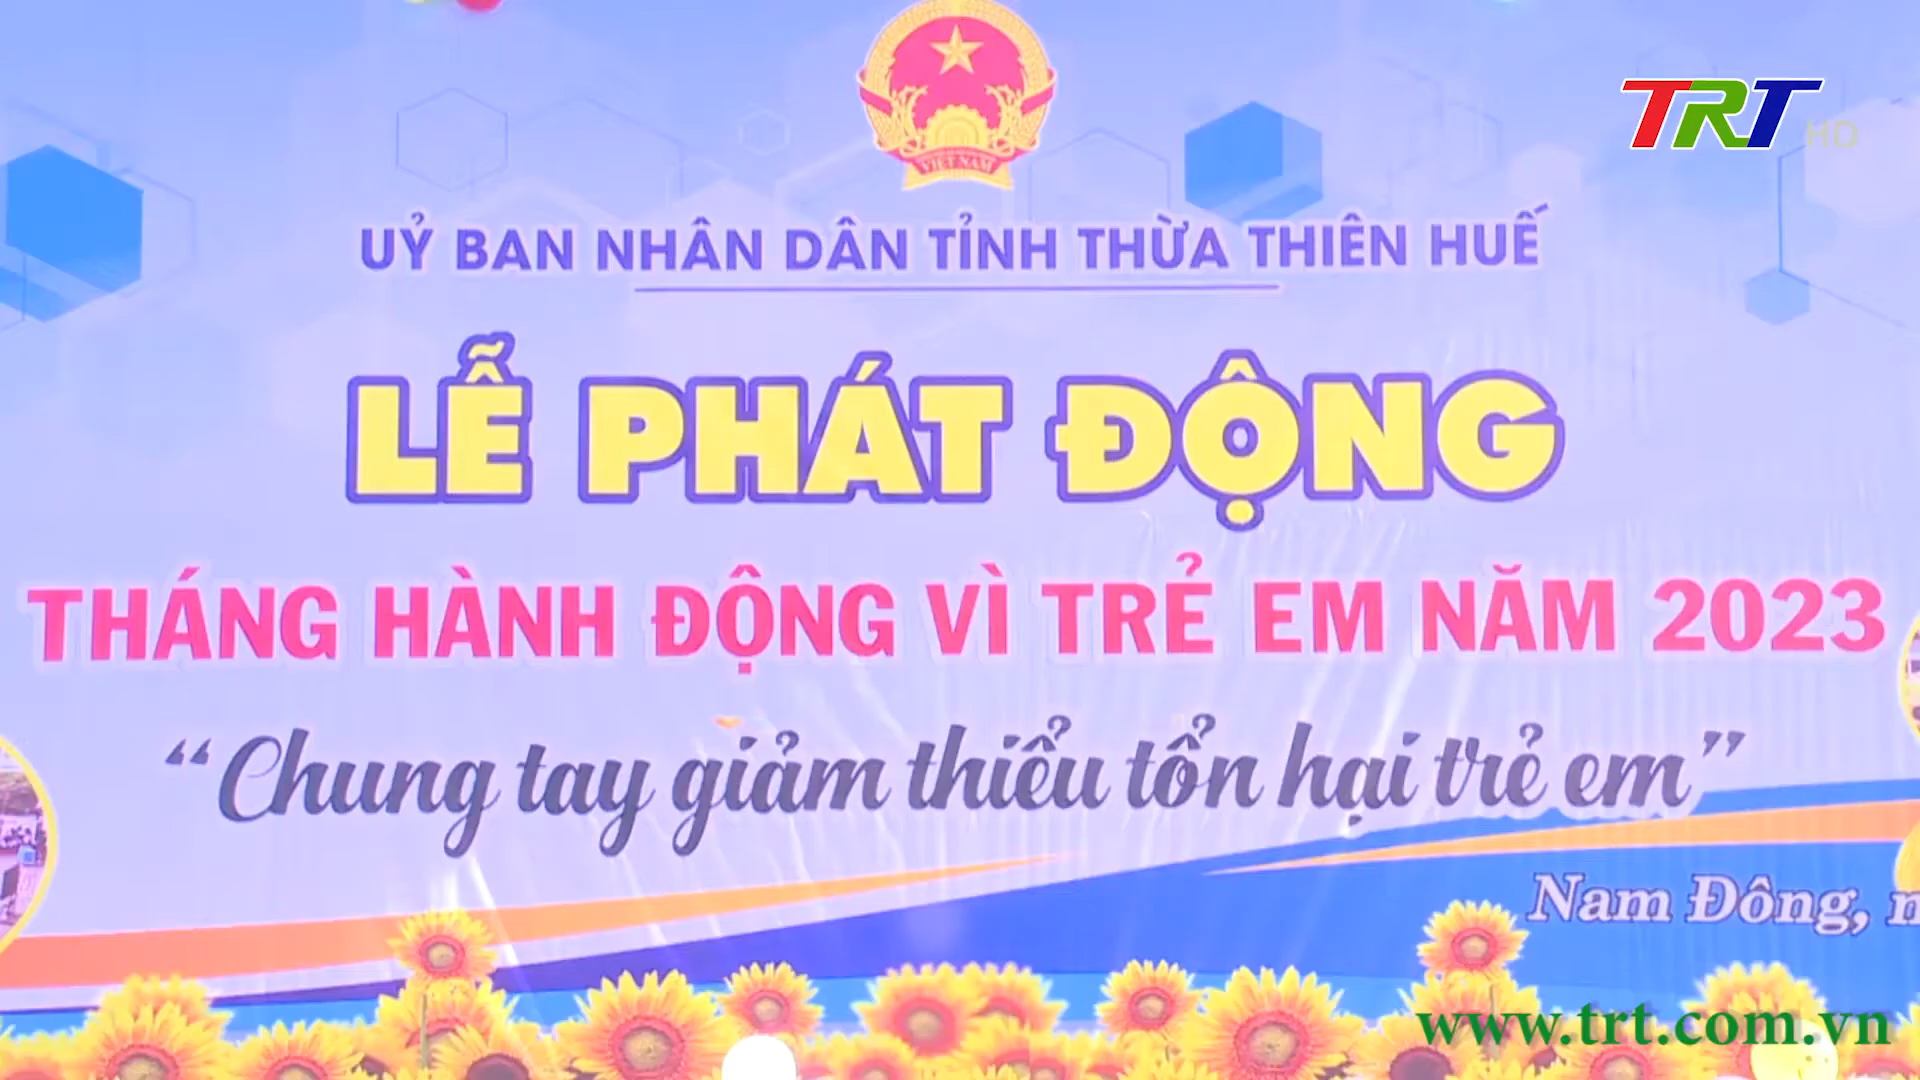 TRT HD
VIỆT NAM
UỶ BAN NHÂN DÂN TỈNH THỪA THIÊN HUẾ
LỄ PHÁT ĐỘNG
THÁNG HÀNH ĐỘNG VÌ TRẺ EM NĂM 2023
“Chung tay giảm thiểu tổn hại trẻ em”
Nam Đông,
www.trt.com.vn